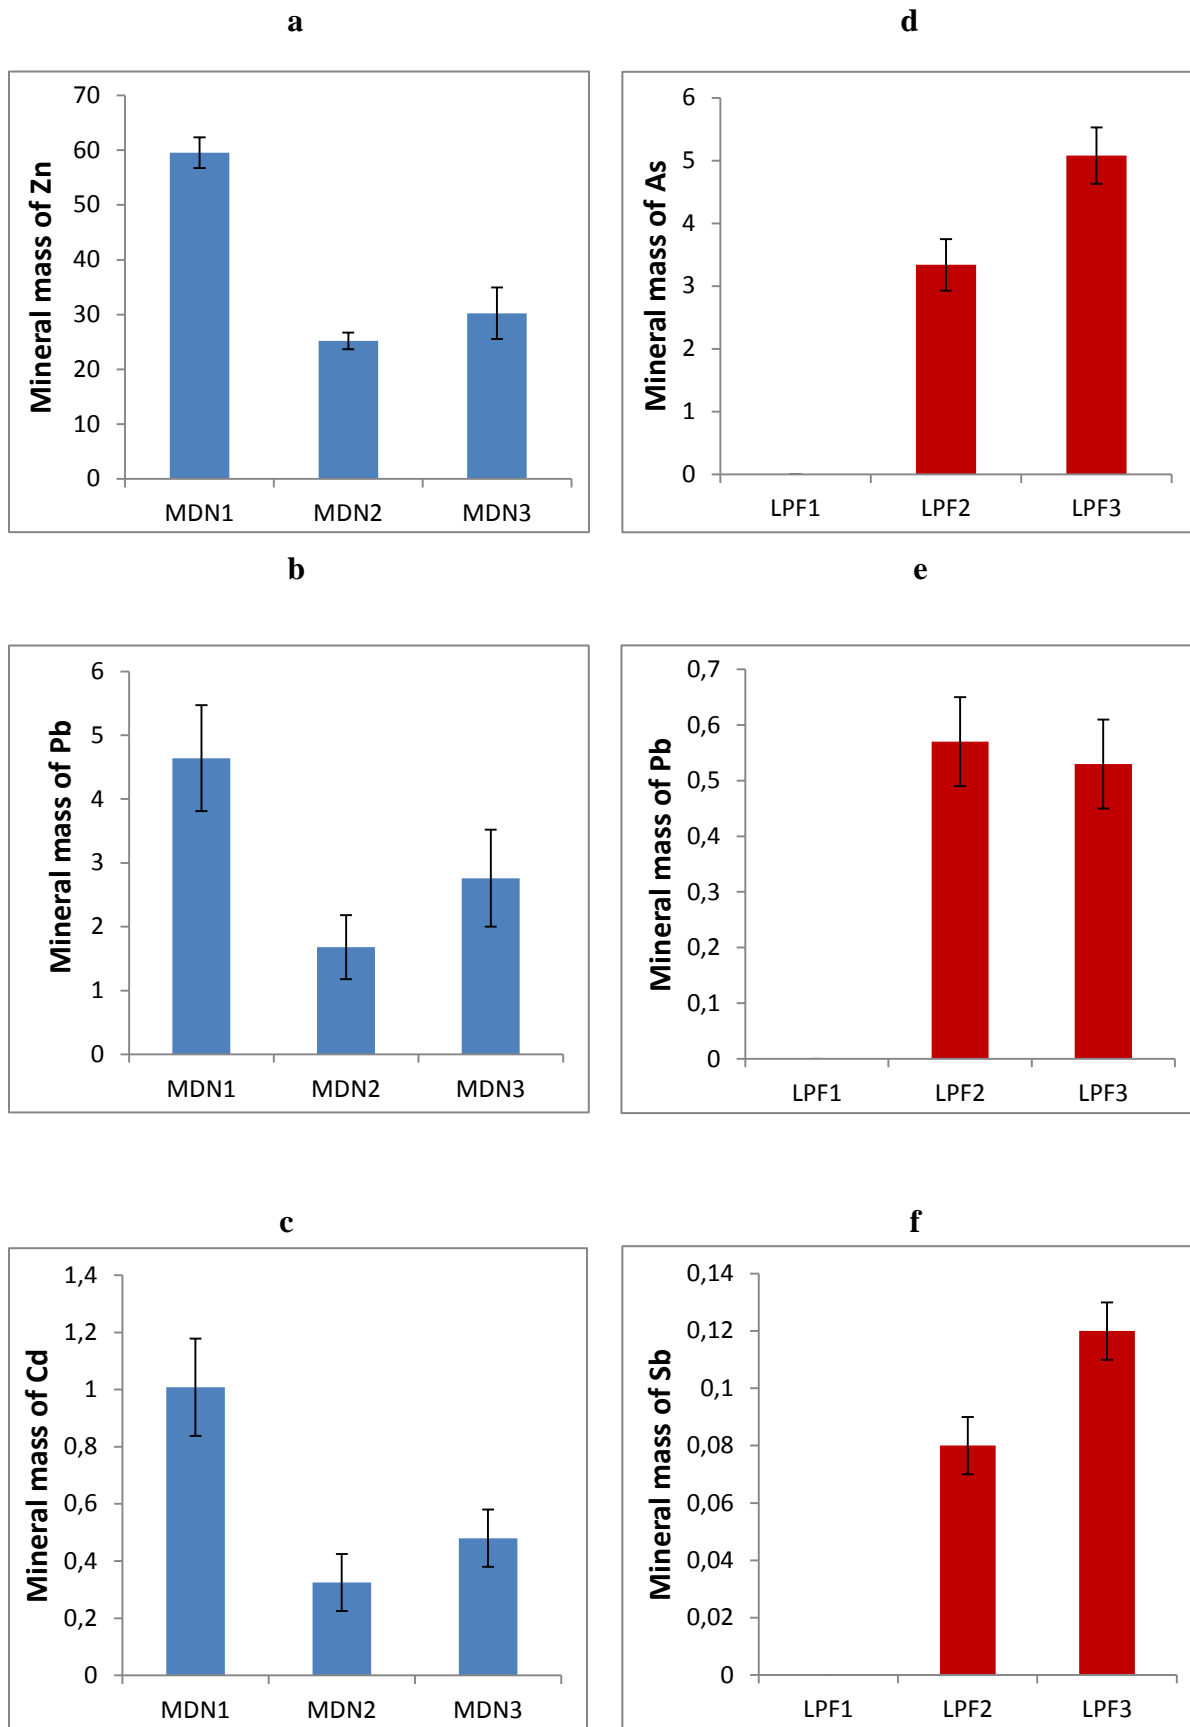 a
Mineral mass of Zn
70
60
50
40
30
20
10
0
MDN1 MDN2 MDN3
d
Mineral mass of As
6
5
4
3
2
1
0
LPF1 LPF2 LPF3
b
Mineral mass of Pb
6
5
4
3
2
1
0
MDN1 MDN2 MDN3
e
Mineral mass of Pb
0,7
0,6
0,5
0,4
0,3
0,2
0,1
0
LPF1 LPF2 LPF3
c
Mineral mass of Cd
1,4
1,2
1
0,8
0,6
0,4
0,2
0
MDN1 MDN2 MDN3
f
Mineral mass of Sb
0,14
0,12
0,1
0,08
0,06
0,04
0,02
0
LPF1 LPF2 LPF3